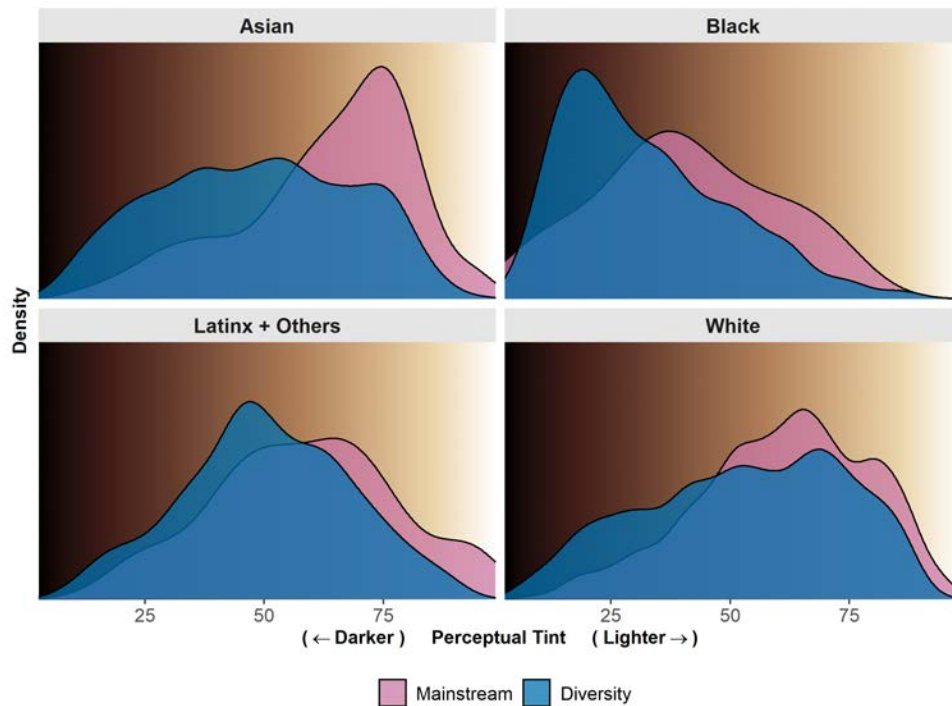 Asian
Black
Density
Latinx + Others
White
25 50 75 25 50 75
( ← Darker ) Perceptual Tint ( Lighter → )
Mainstream Diversity